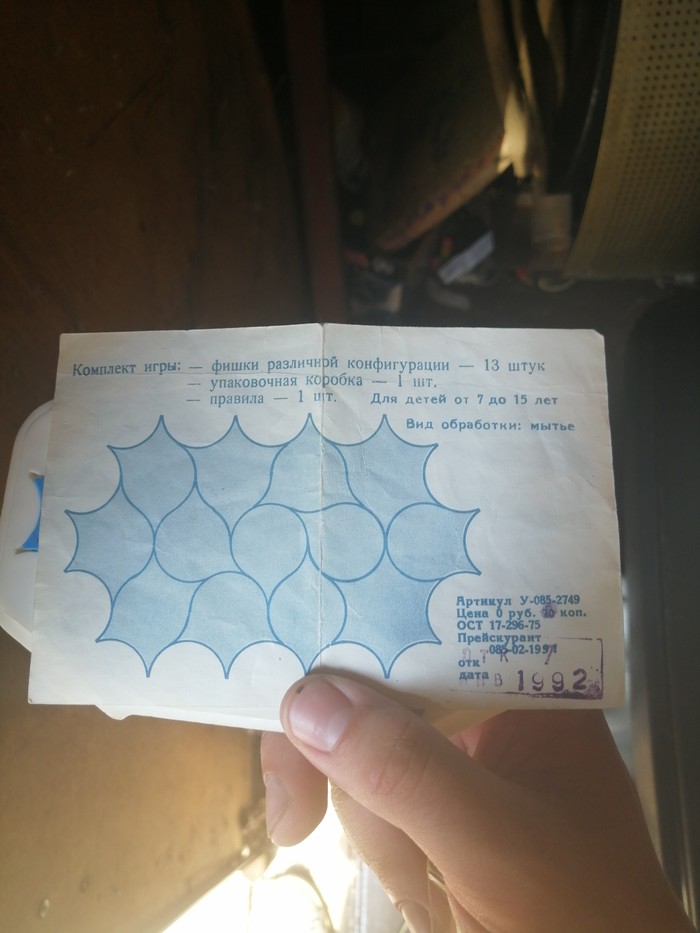 Комплект игры: — фишки различной конфигурации — 13 штук
— упаковочная коробка — 1 шт.
— правила — 1 шт. Для детей от 7 до 15 лет
Вид обработки: мытье
Артикул У-085-2749
Цена 0 руб. коп.
ОСТ 17-296-75
Прейскурант
085-02-1991
отк ОТК 7
дата 1992